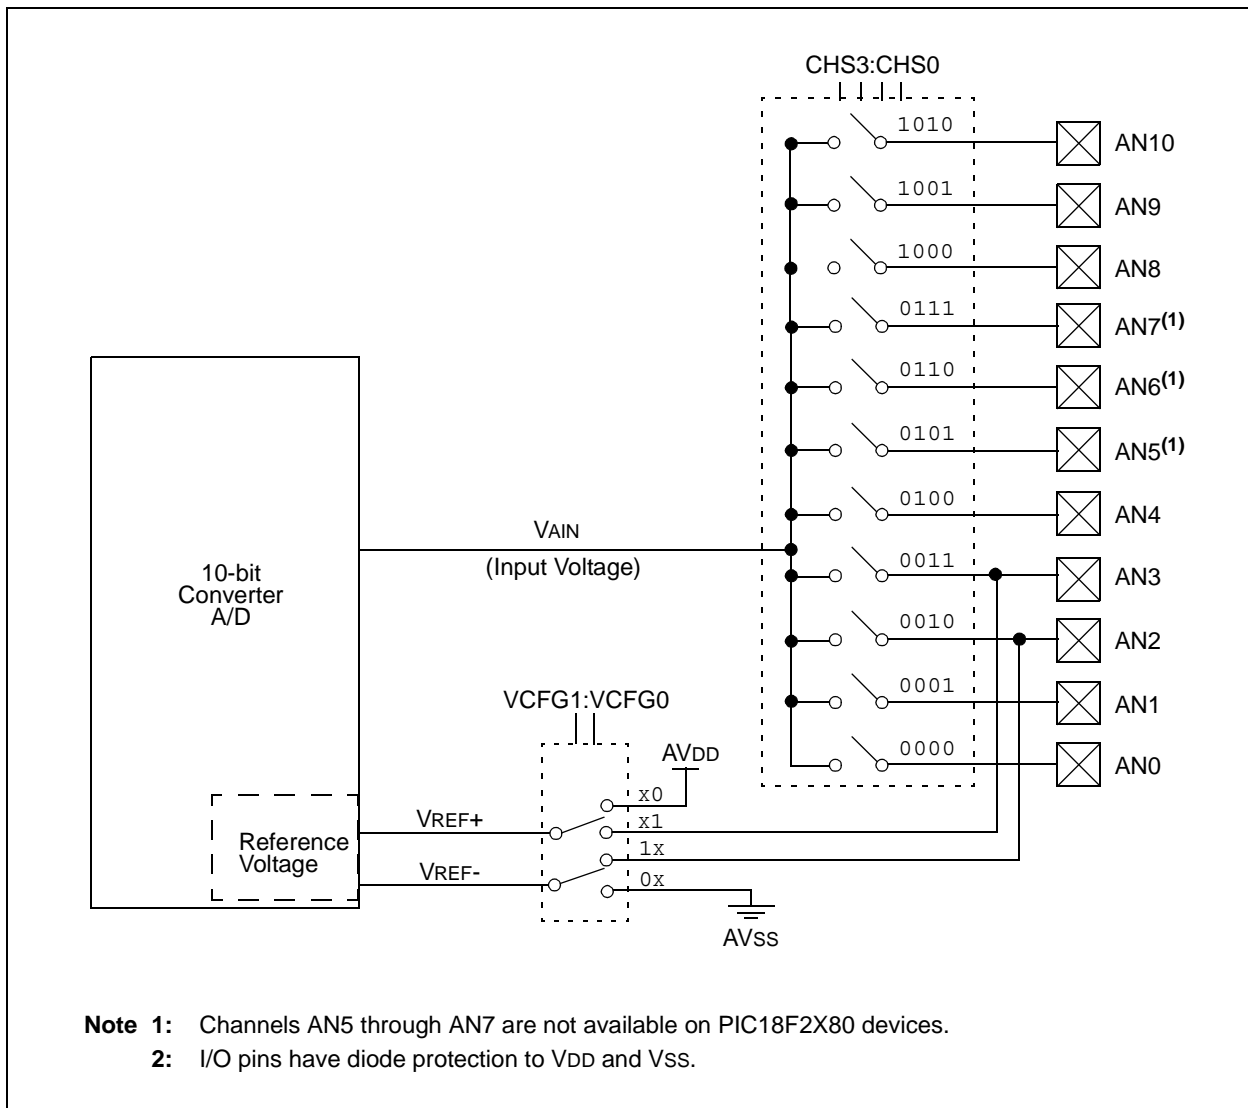 CHS3:CHS0
1010 AN10
1001 AN9
1000 AN8
0111 AN7(1)
0110 AN6(1)
0101 AN5(1)
0100 AN4
VAIN
(Input Voltage)
0011 AN3
10-bit
Converter
A/D
0010 AN2
0001 AN1
VCFG1:VCFG0
0000 AN0
AVDD
x0
VREF+
x1
Reference
Voltage
1x
VREF-
0x
AVSS
Note 1: Channels AN5 through AN7 are not available on PIC18F2X80 devices.
2: I/O pins have diode protection to VDD and VSS.